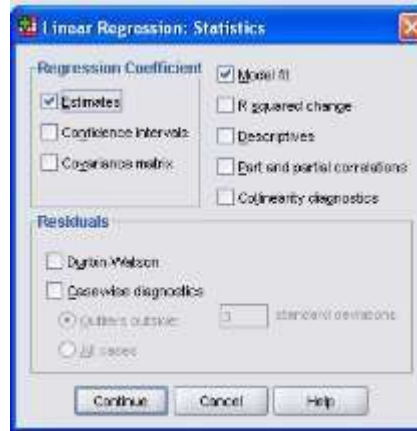 Linear Regression: Statistics
Regression Coefficient
Estimates
Confidence intervals
Covariance matrix
Model fit
R squared change
Descriptives
Part and partial correlations
Collinearity diagnostics
Residuals
Durbin-Watson
Casewise diagnostics
Outliers outside:
3
standard deviations
All cases
Continue
Cancel
Help